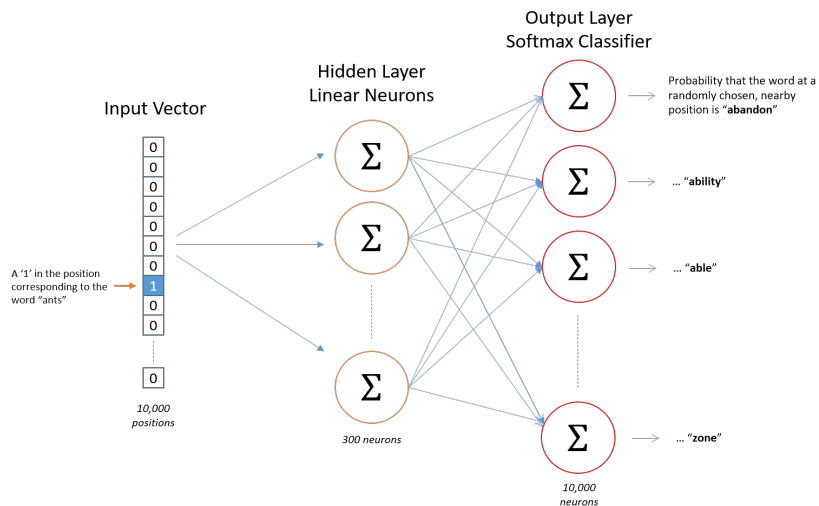 Output Layer
Softmax Classifier
Hidden Layer
Linear Neurons
Input Vector
0
0
0
0
0
0
0
1
0
0
0
A ‘1’ in the position
corresponding to the
word “ants”
10,000
positions
Σ
Σ
Σ
300 neurons
Σ
Σ
Σ
Σ
10,000
neurons
Probability that the word at a
randomly chosen, nearby
position is “abandon”
... “ability”
... “able”
... “zone”